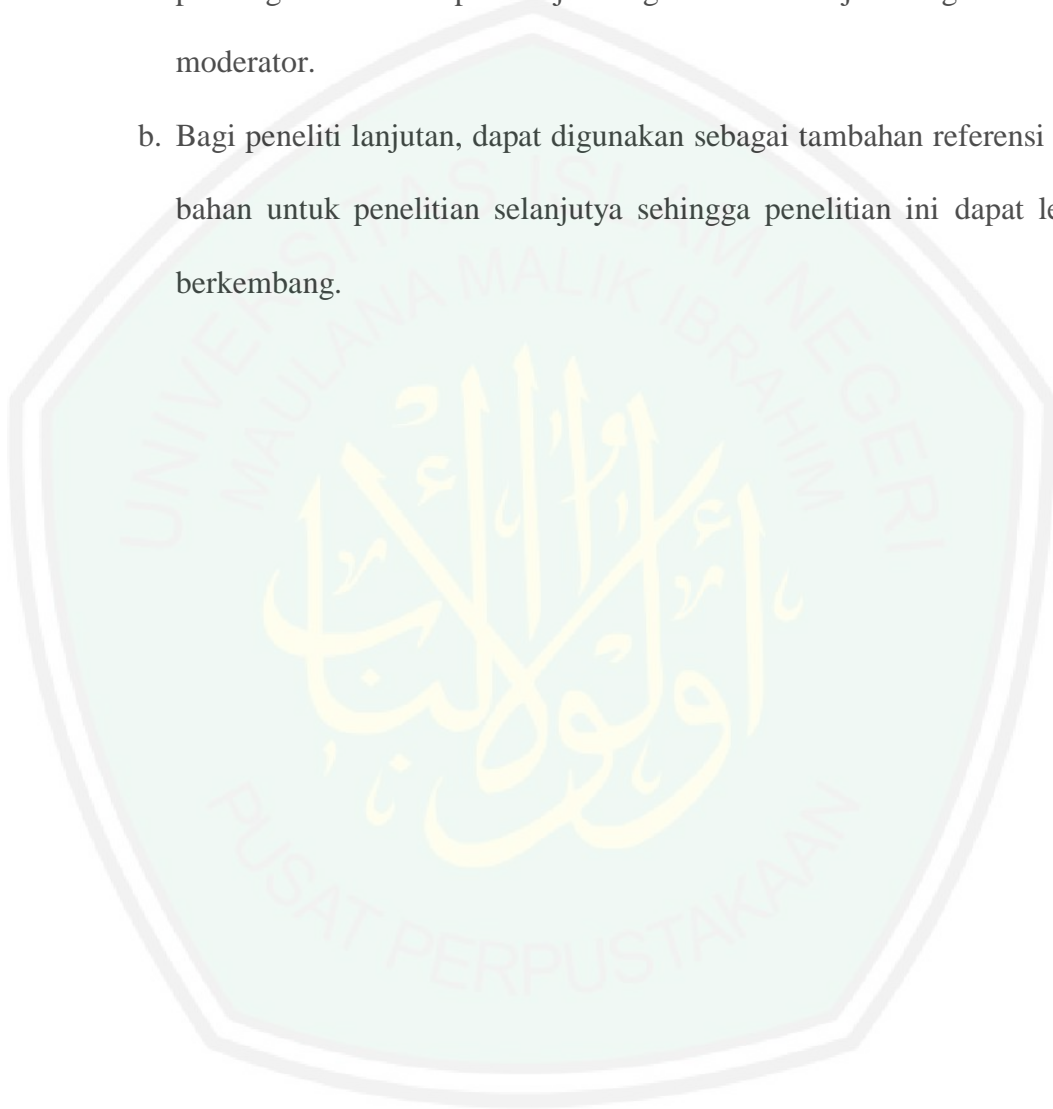 moderator.
b. Bagi peneliti lanjutan, dapat digunakan sebagai tambahan referensi
bahan untuk penelitian selanjutya sehingga penelitian ini dapat
berkembang.
UNIVERSITAS ISLAM NEGERI
MAULANA MALIK IBRAHIM
PUSAT PERPUSTAKAAN